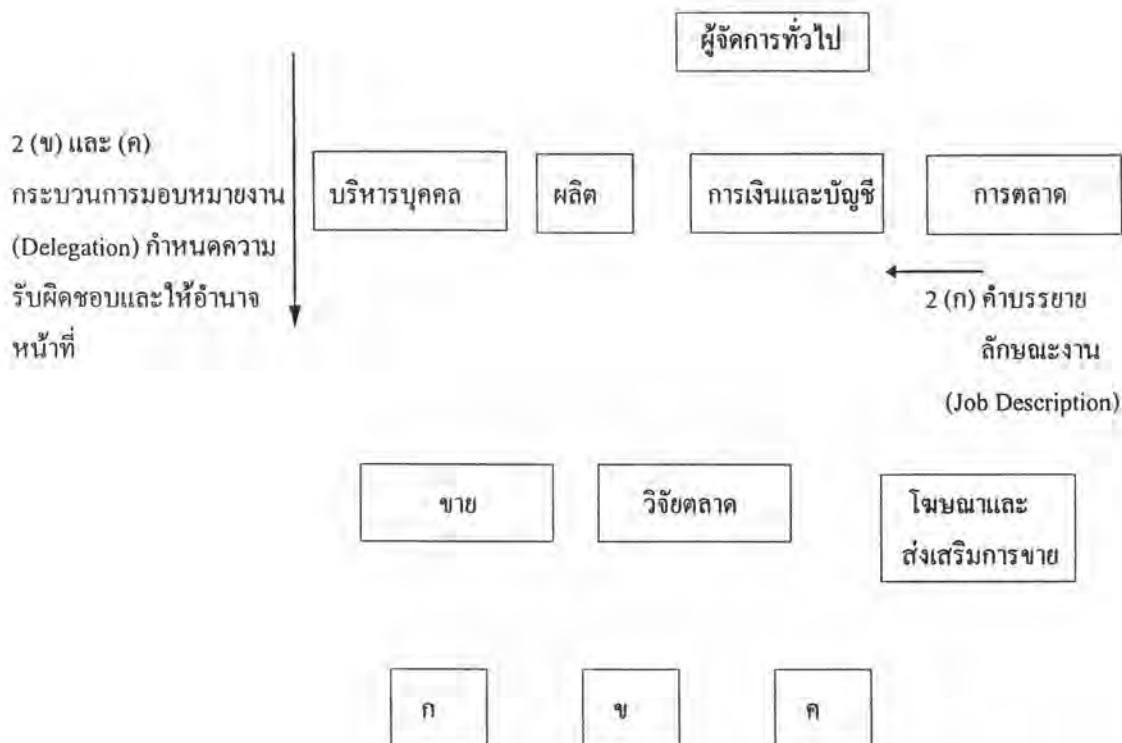 ผู้จัดการทั่วไป
2 (ข) และ (ค)
กระบวนการมอบหมายงาน
(Delegation) กำหนดความ
รับผิดชอบและให้อำนาจ
หน้าที่
บริหารบุคคล
ผลิต
การเงินและบัญชี
การตลาด
2 (ก) คำบรรยาย
ลักษณะงาน
(Job Description)
ขาย
วิจัยตลาด
โฆษณาและ
ส่งเสริมการขาย
ก
ข
ค